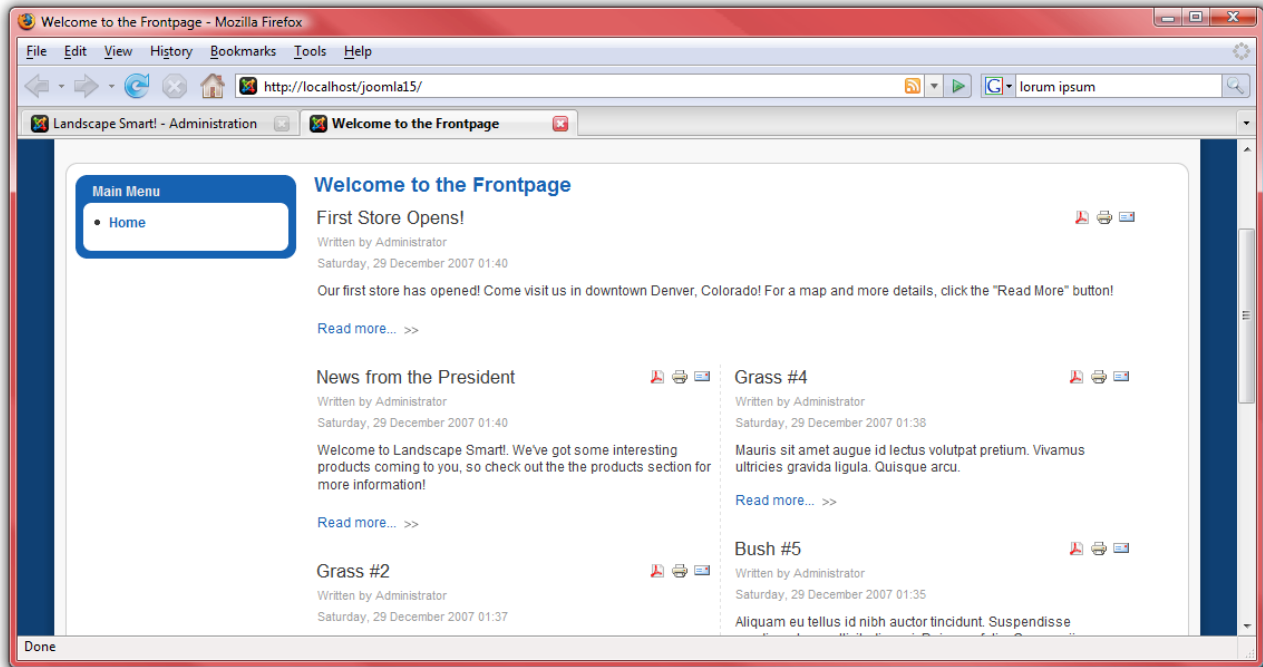 Welcome to the Frontpage - Mozilla Firefox
File Edit View History Bookmarks Tools Help
http://localhost/joomla15/
G lorum ipsum
Landscape Smart! - Administration
Welcome to the Frontpage
Main Menu
Home
Welcome to the Frontpage
First Store Opens!
Written by Administrator
Saturday, 29 December 2007 01:40
Our first store has opened! Come visit us in downtown Denver, Colorado! For a map and more details, click the "Read More" button!
Read more... >>
News from the President
Written by Administrator
Saturday, 29 December 2007 01:40
Welcome to Landscape Smart!. We've got some interesting
products coming to you, so check out the the products section for
more information!
Read more... >>
Grass #2
Written by Administrator
Saturday, 29 December 2007 01:37
Grass #4
Written by Administrator
Saturday, 29 December 2007 01:38
Mauris sit amet augue id lectus volutpat pretium. Vivamus
ultricies gravida ligula. Quisque arcu.
Read more... >>
Bush #5
Written by Administrator
Saturday, 29 December 2007 01:35
Aliquam eu tellus id nibh auctor tincidunt. Suspendisse
Done